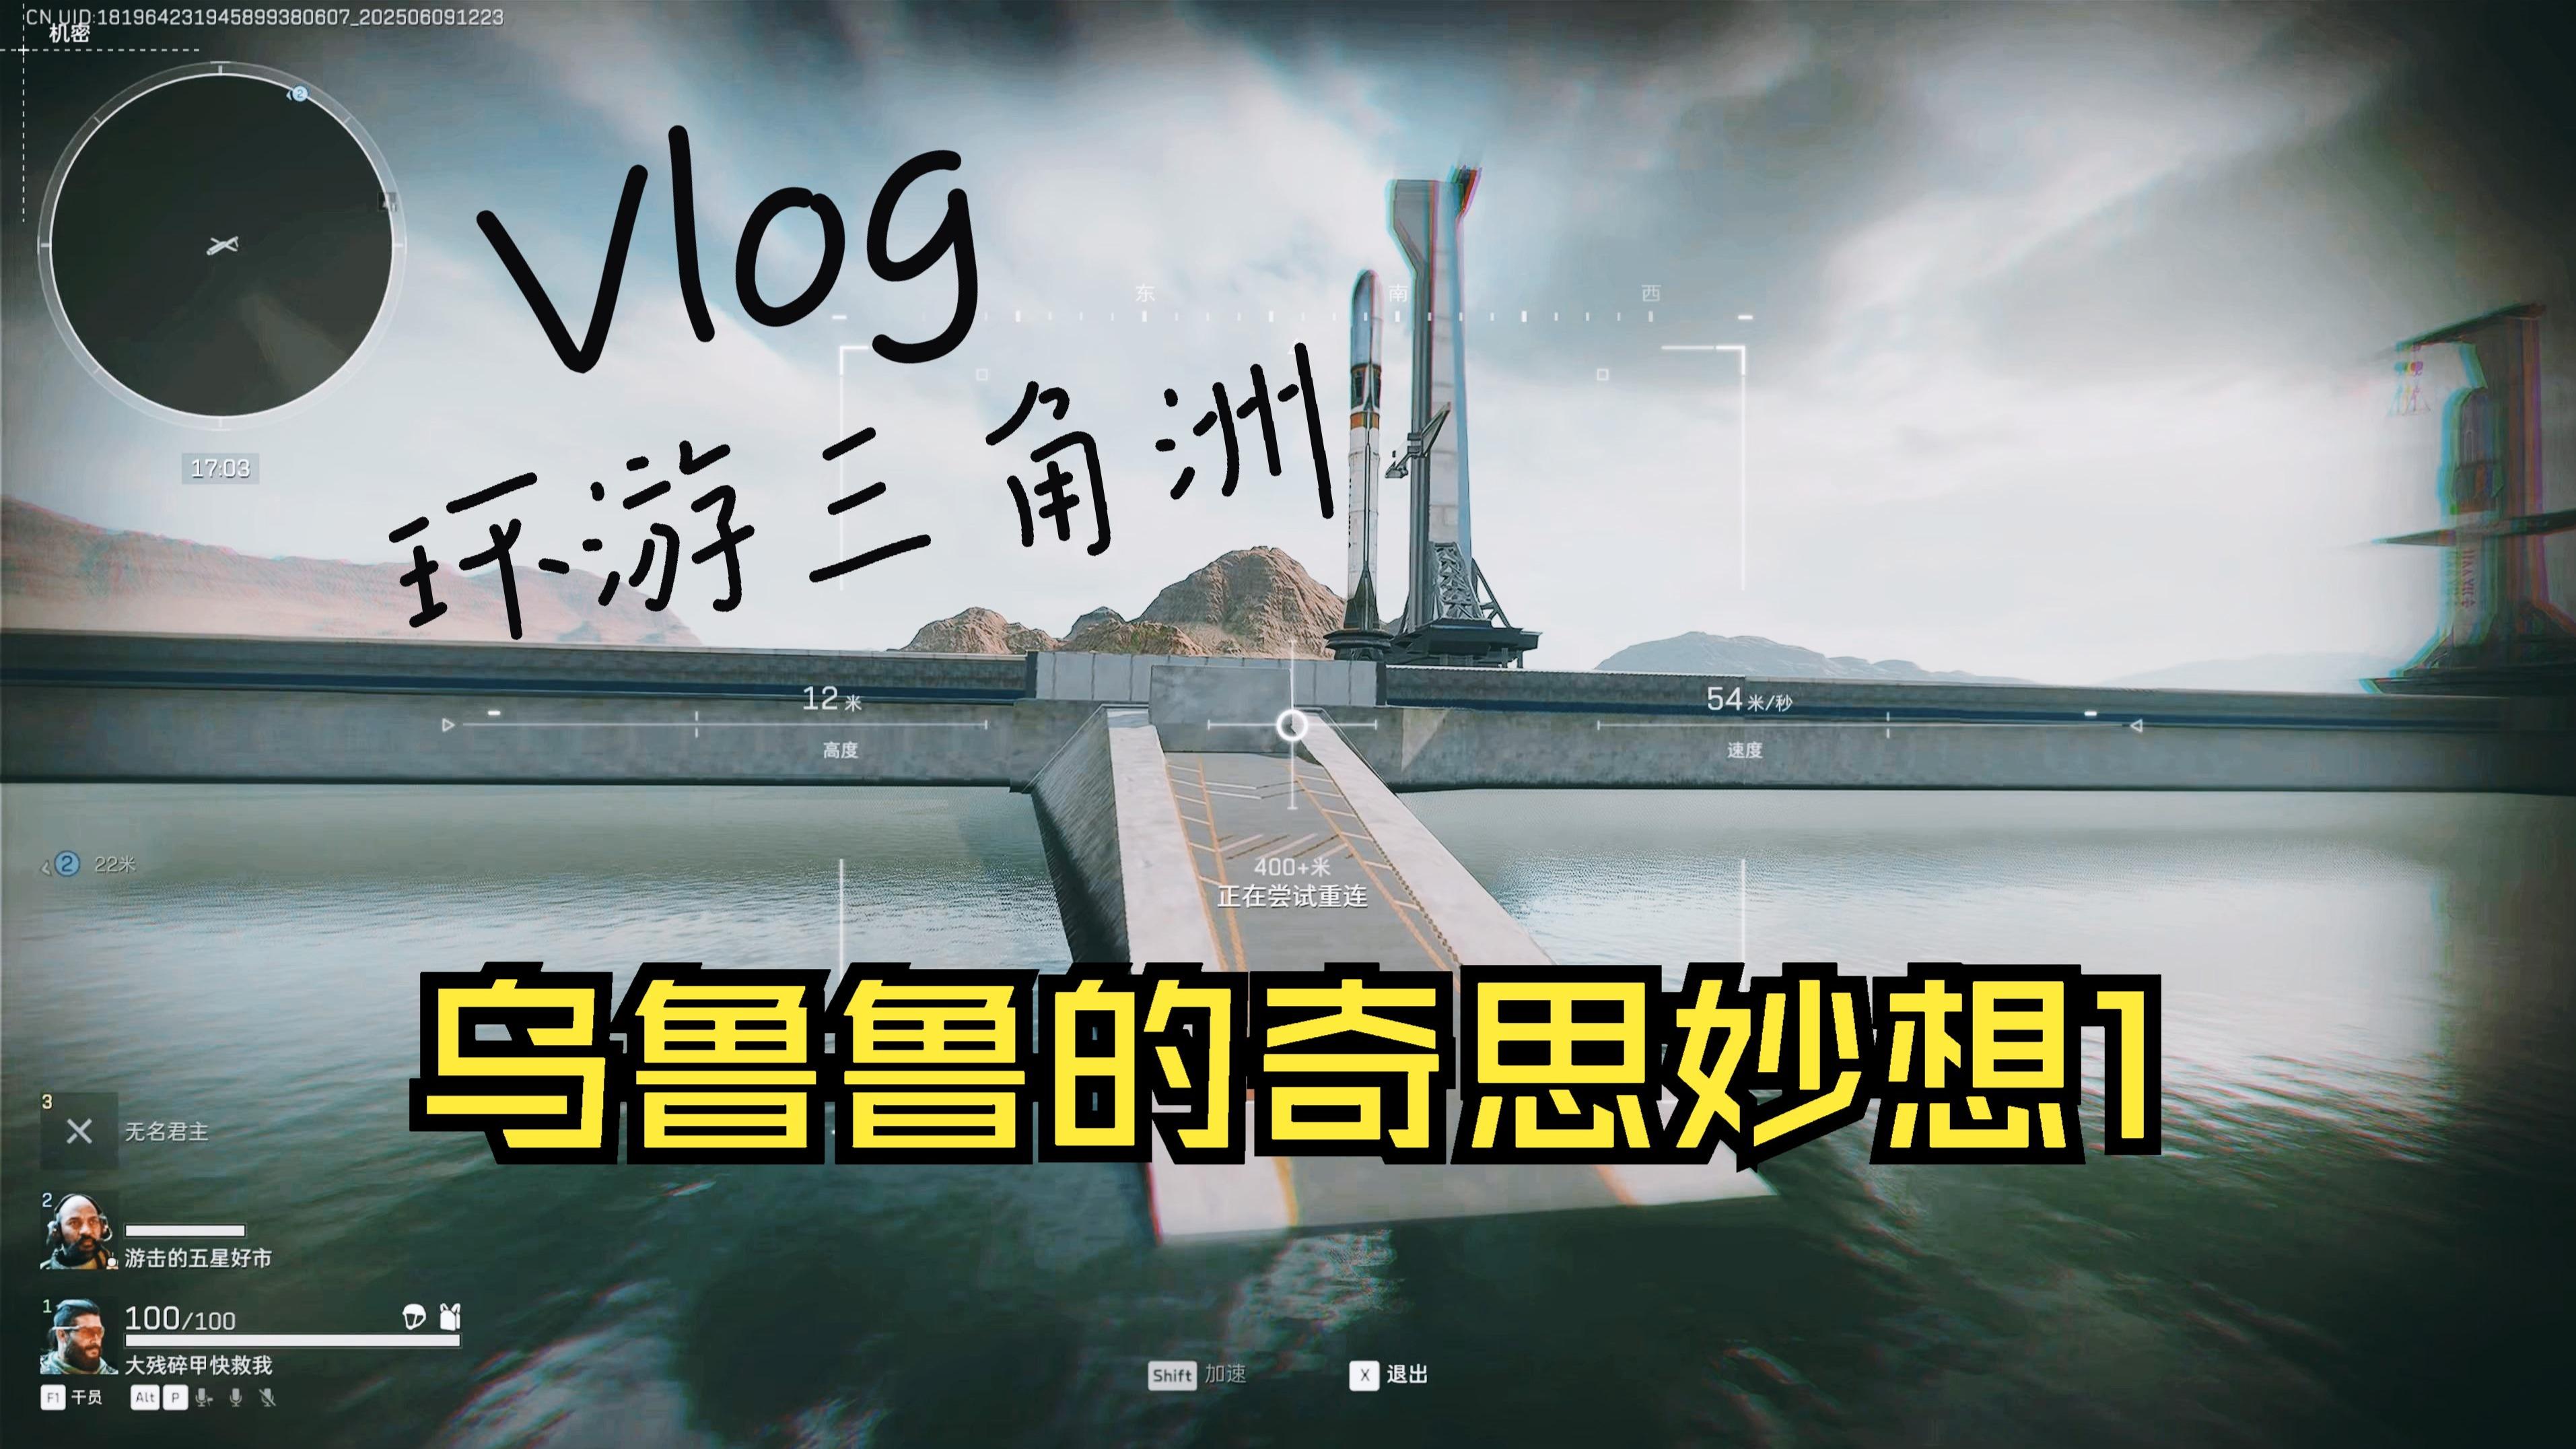 CN UID:181964231945899380607_202506091223
机密
2
Vlog
东 南 西
环游三角洲
17:03
12米
高度
54米/秒
速度
2 22米
400+米
正在尝试重连
乌鲁鲁的奇思妙想1
3
无名君主
2
游击的五星好市
1
100/100
大残碎甲快救我
F1 干员 Alt P
Shift 加速 X 退出